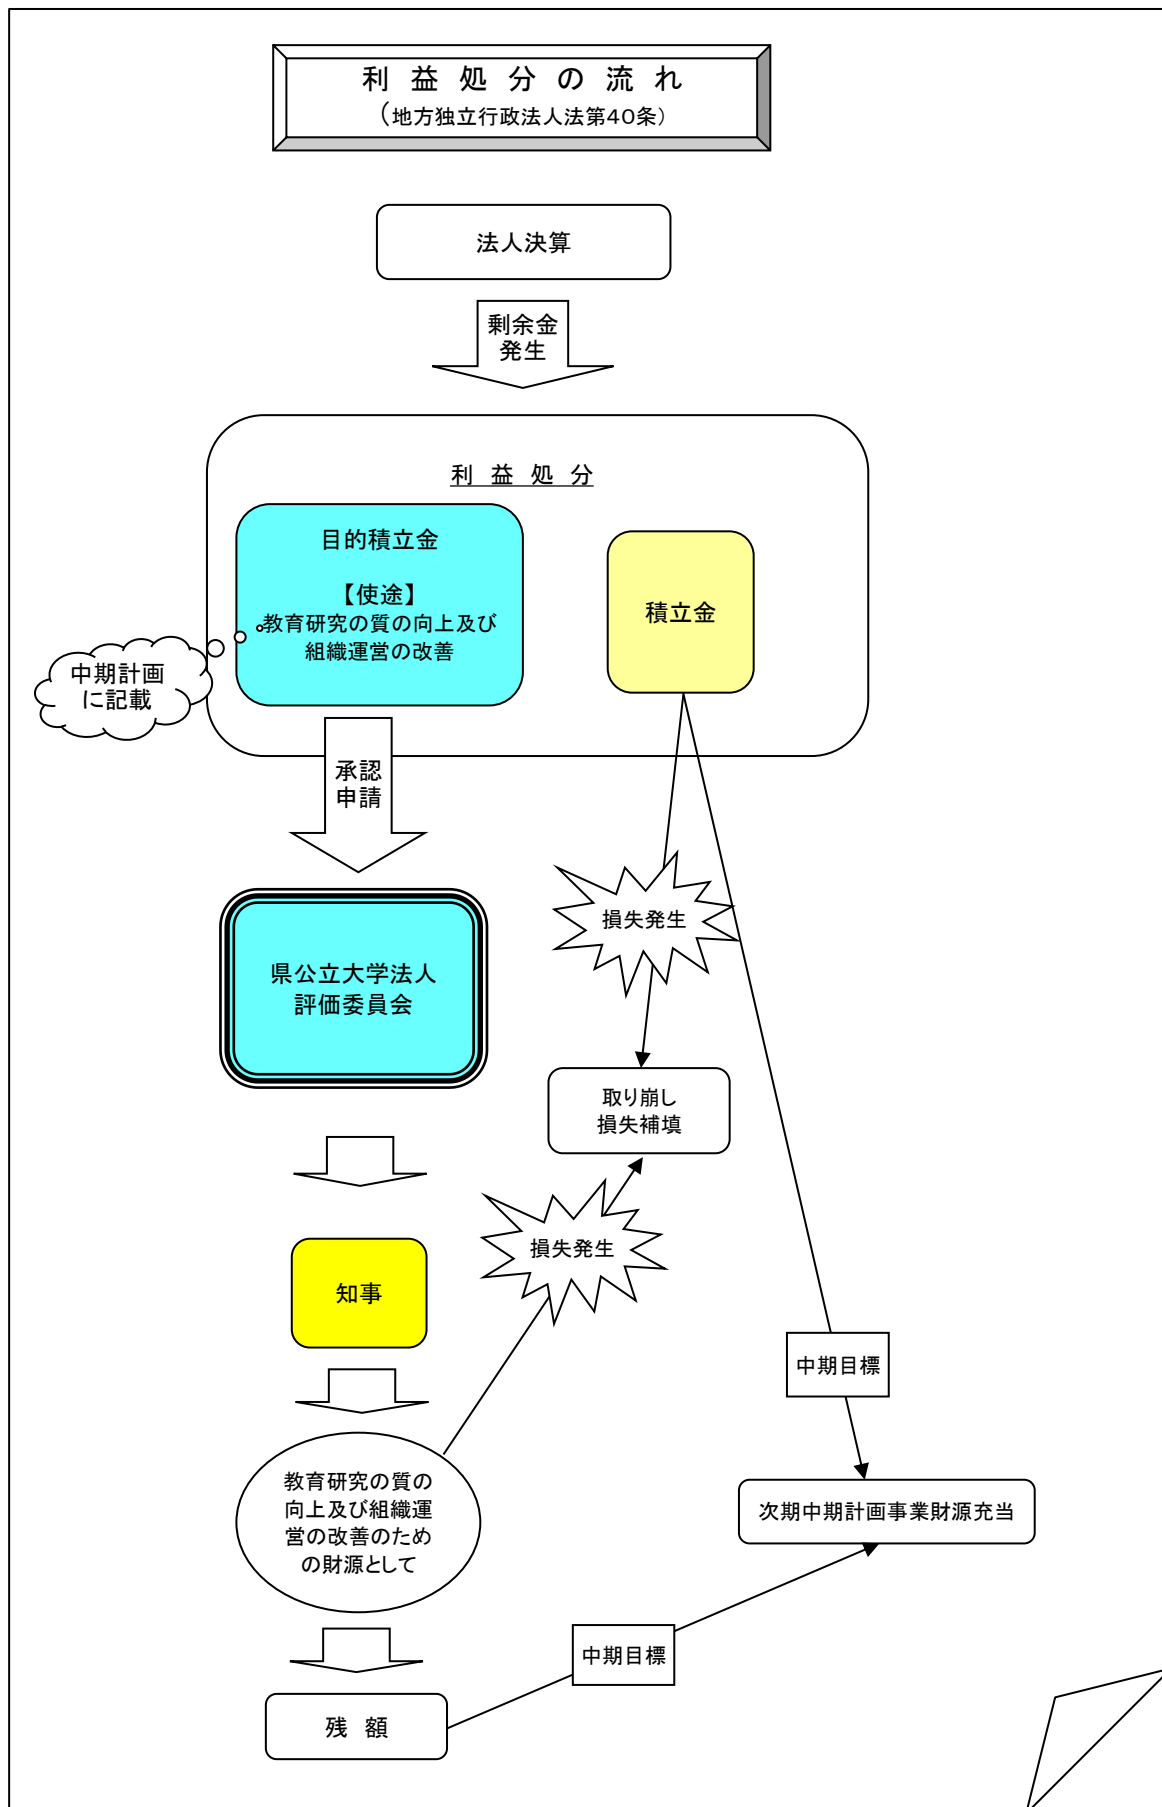 利益処分の流れ
(地方独立行政法人法第40条)
法人決算
剰余金
発生
利益処分
目的積立金
【使途】
教育研究の質の向上及び
組織運営の改善
積立金
中期計画
に記載
承認
申請
損失発生
県公立大学法人
評価委員会
取り崩し
損失補填
損失発生
知事
中期目標
教育研究の質の
向上及び組織運
営の改善のため
の財源として
次期中期計画事業財源充当
中期目標
残額